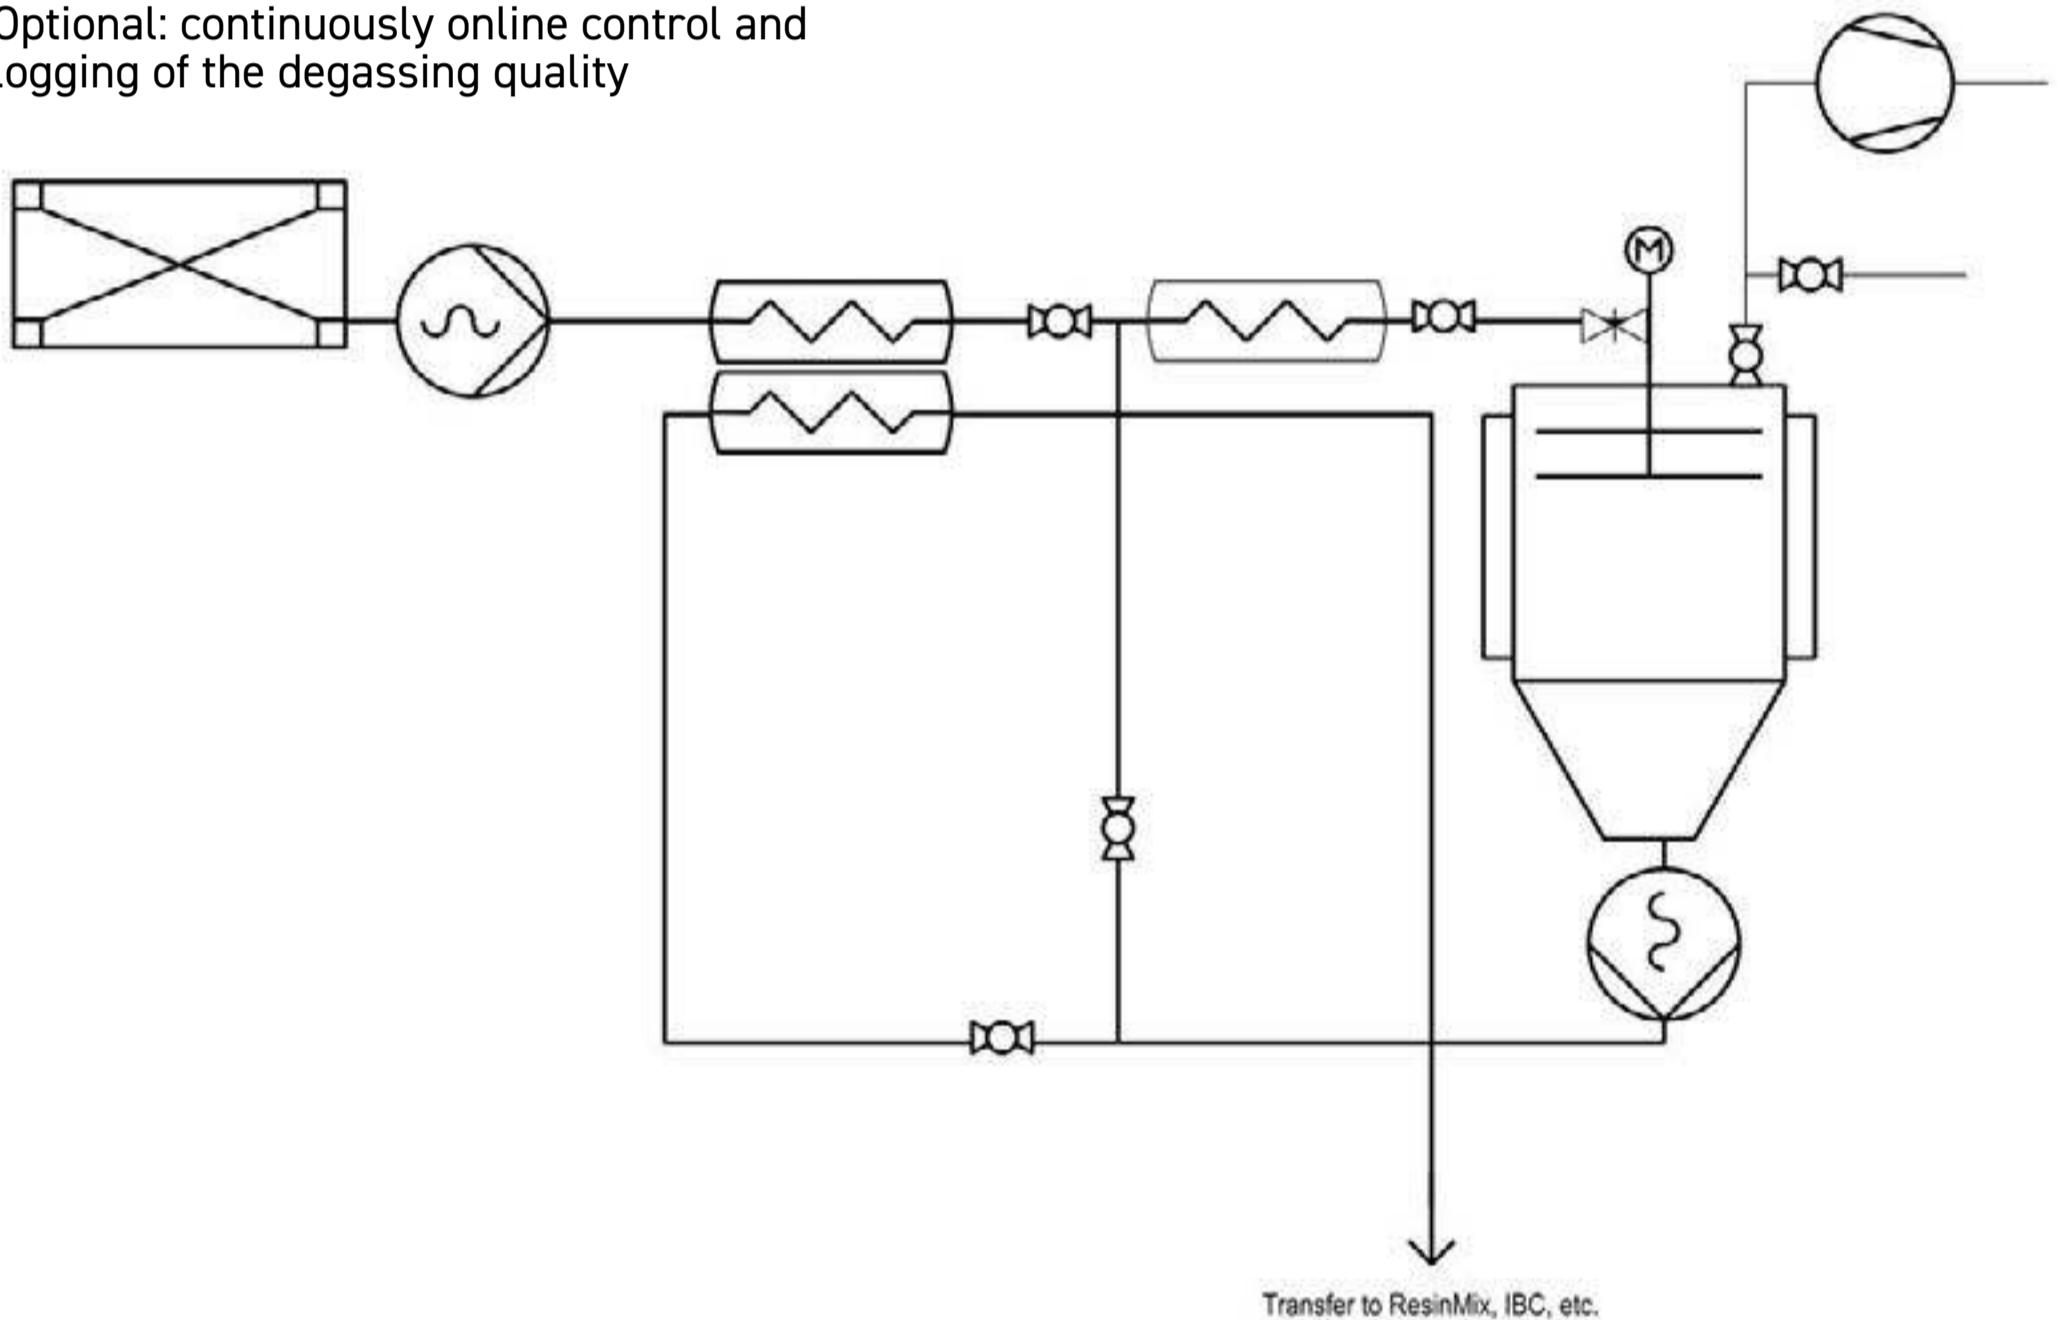 Optional: continuously online control and
logging of the degassing quality
M
Transfer to ResinMix, IBC, etc.